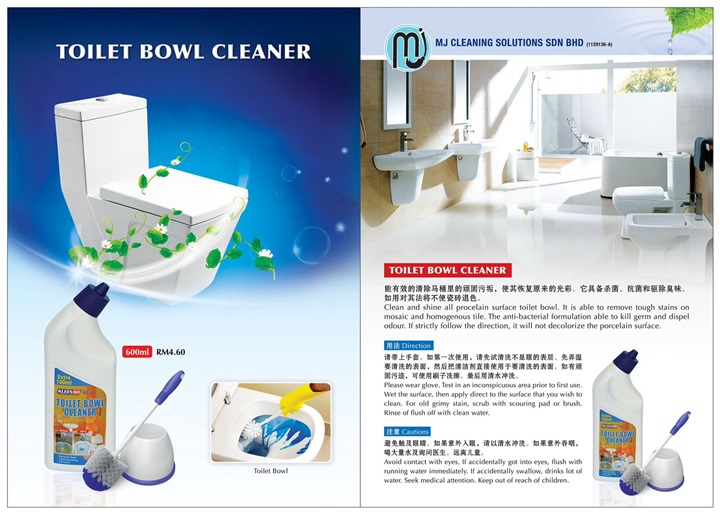 TOILET BOWL CLEANER
600ml RM4.60
Extra
100ml
TOILET BOWL
CLEANER
Toilet Bowl
MJ
MJ CLEANING SOLUTIONS SDN BHD (1120136-A)
TOILET BOWL CLEANER
能有效的清除马桶里的顽固污垢，使其恢复原来的光彩。它具备杀菌、抗菌和驱除臭味。
如用对其法将不使瓷砖退色。
Clean and shine all procelain surface toilet bowl. It is able to remove tough stains on
mosaic and homogenous tile. The anti-bacterial formulation able to kill germ and dispel
odour. If strictly follow the direction, it will not decolorize the porcelain surface.
用法 Direction
请带上手套。如第一次使用，请先试清洗不显眼的表层。先弄湿
要清洗的表面，然后把清洁剂直接使用于要清洗的表面。如有顽
固污迹，可使用刷子洗擦。最后用清水冲洗。
Please wear glove. Test in an inconspicuous area prior to first use.
Wet the surface, then apply direct to the surface that you wish to
clean. For old grimy stain, scrub with scouring pad or brush.
Rinse of flush off with clean water.
注意 Cautions
避免触及眼睛。如果意外入眼，请以清水冲洗。如果意外吞咽，
喝大量水及询问医生。远离儿童。
Avoid contact with eyes. If accidentally got into eyes, flush with
running water immediately. If accidentally swallow, drinks lot of
water. Seek medical attention. Keep out of reach of children.
Extra
100ml
TOILET BOWL
CLEANER